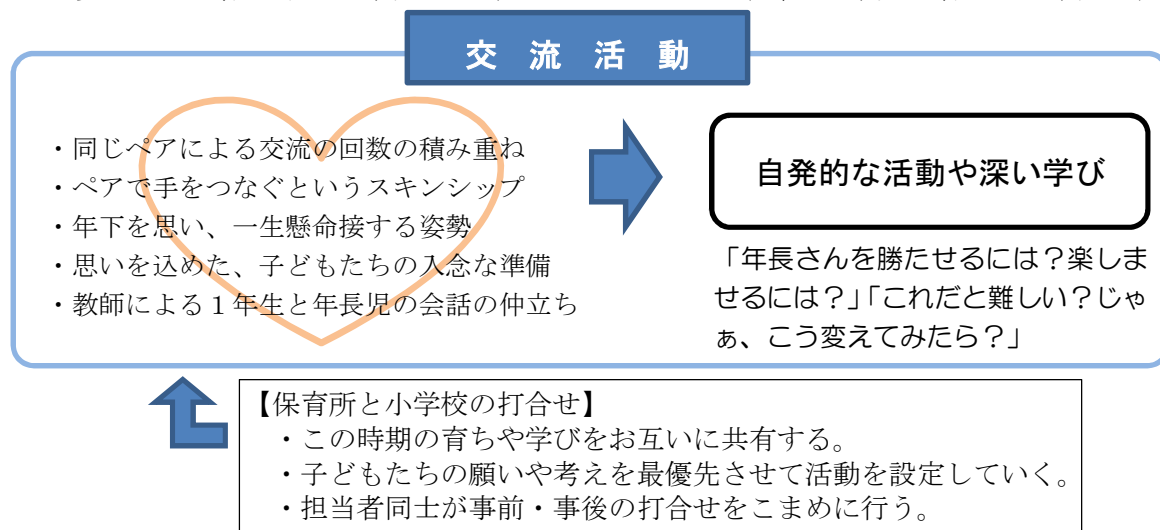 交 流 活 動
・同じペアによる交流の回数の積み重ね
・ペアで手をつなぐというスキンシップ
・年下を思い、一生懸命接する姿勢
・思いを込めた、子どもたちの入念な準備
・教師による１年生と年長児の会話の仲立ち
自発的な活動や深い学び
「年長さんを勝たせるには？楽しま
せるには？」「これだと難しい？じゃ
ぁ、こう変えてみたら？」
【保育所と小学校の打合せ】
・この時期の育ちや学びをお互いに共有する。
・子どもたちの願いや考えを最優先させて活動を設定していく。
・担当者同士が事前・事後の打合せをこまめに行う。